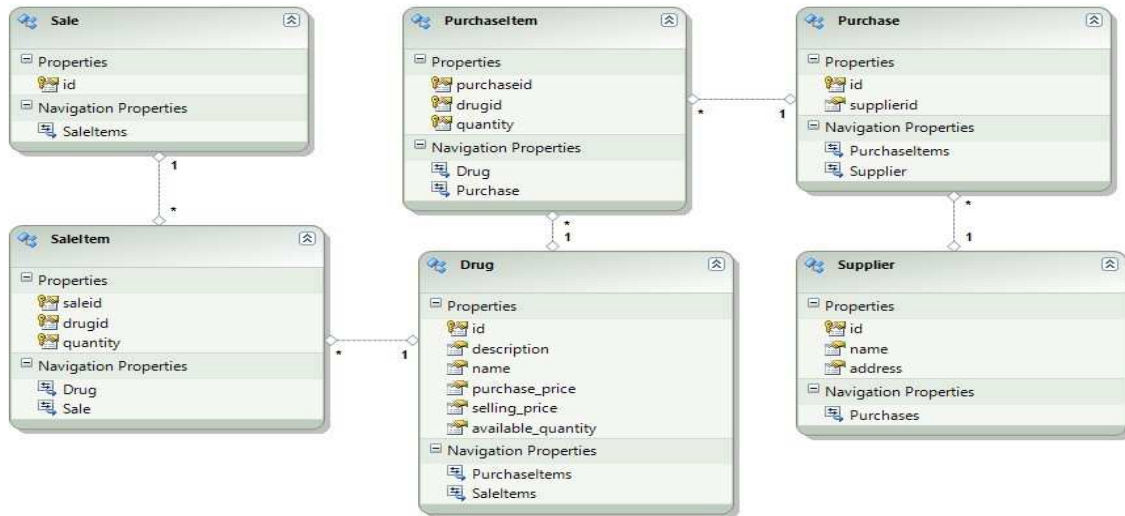 Sale
Properties
id
Navigation Properties
SaleItems
1
*
SaleItem
Properties
saleid
drugid
quantity
Navigation Properties
Drug
Sale
*
1
PurchaseItem
Properties
purchaseid
drugid
quantity
Navigation Properties
Drug
Purchase
*
1
*
1
Drug
Properties
id
description
name
purchase_price
selling_price
available_quantity
Navigation Properties
PurchaseItems
SaleItems
Purchase
Properties
id
supplierid
Navigation Properties
PurchaseItems
Supplier
*
1
Supplier
Properties
id
name
address
Navigation Properties
Purchases